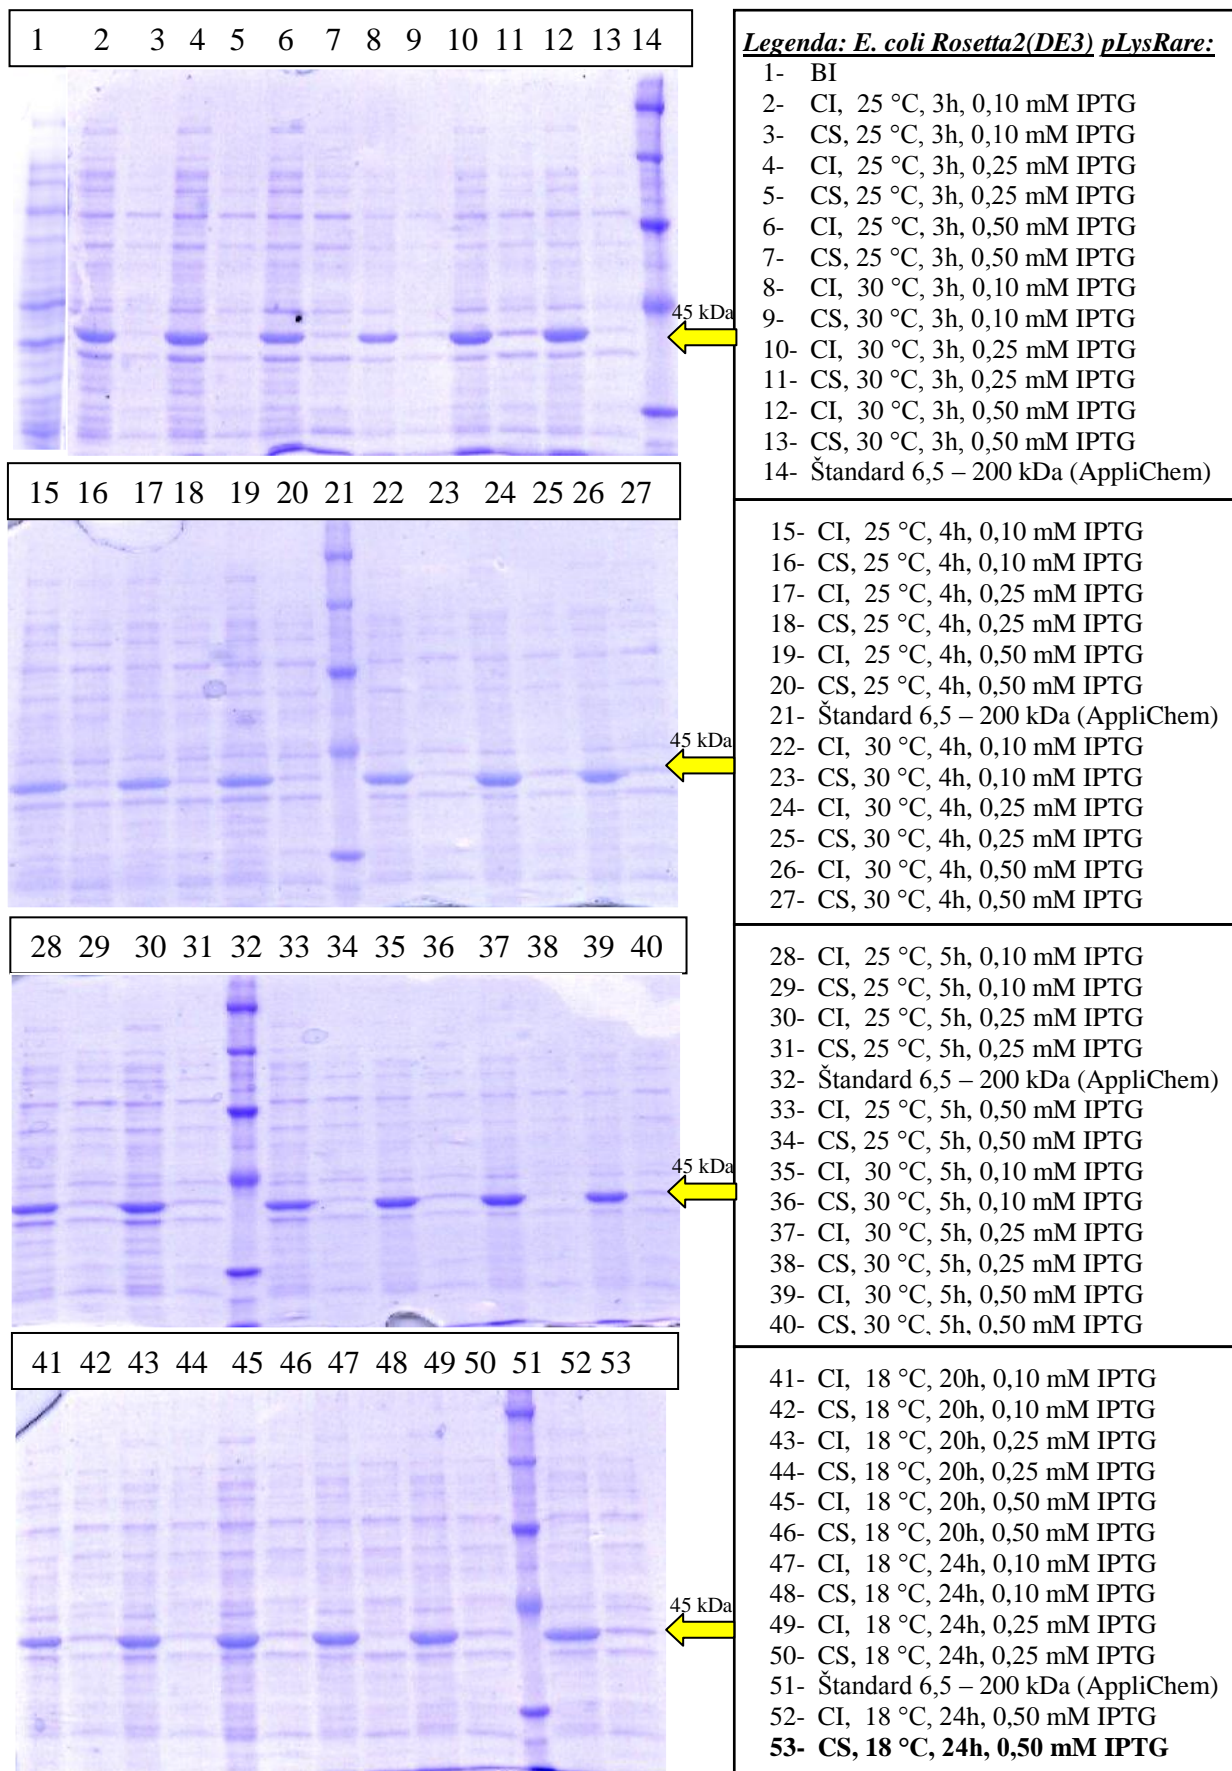 1 2 3 4 5 6 7 8 9 10 11 12 13 14
45 kDa
Legenda: E. coli Rosetta2(DE3) pLysRare:
1- BI
2- CI, 25 °C, 3h, 0,10 mM IPTG
3- CS, 25 °C, 3h, 0,10 mM IPTG
4- CI, 25 °C, 3h, 0,25 mM IPTG
5- CS, 25 °C, 3h, 0,25 mM IPTG
6- CI, 25 °C, 3h, 0,50 mM IPTG
7- CS, 25 °C, 3h, 0,50 mM IPTG
8- CI, 30 °C, 3h, 0,10 mM IPTG
9- CS, 30 °C, 3h, 0,10 mM IPTG
10- CI, 30 °C, 3h, 0,25 mM IPTG
11- CS, 30 °C, 3h, 0,25 mM IPTG
12- CI, 30 °C, 3h, 0,50 mM IPTG
13- CS, 30 °C, 3h, 0,50 mM IPTG
14- Štandard 6,5 – 200 kDa (AppliChem)
15 16 17 18 19 20 21 22 23 24 25 26 27
45 kDa
15- CI, 25 °C, 4h, 0,10 mM IPTG
16- CS, 25 °C, 4h, 0,10 mM IPTG
17- CI, 25 °C, 4h, 0,25 mM IPTG
18- CS, 25 °C, 4h, 0,25 mM IPTG
19- CI, 25 °C, 4h, 0,50 mM IPTG
20- CS, 25 °C, 4h, 0,50 mM IPTG
21- Štandard 6,5 – 200 kDa (AppliChem)
22- CI, 30 °C, 4h, 0,10 mM IPTG
23- CS, 30 °C, 4h, 0,10 mM IPTG
24- CI, 30 °C, 4h, 0,25 mM IPTG
25- CS, 30 °C, 4h, 0,25 mM IPTG
26- CI, 30 °C, 4h, 0,50 mM IPTG
27- CS, 30 °C, 4h, 0,50 mM IPTG
28 29 30 31 32 33 34 35 36 37 38 39 40
45 kDa
28- CI, 25 °C, 5h, 0,10 mM IPTG
29- CS, 25 °C, 5h, 0,10 mM IPTG
30- CI, 25 °C, 5h, 0,25 mM IPTG
31- CS, 25 °C, 5h, 0,25 mM IPTG
32- Štandard 6,5 – 200 kDa (AppliChem)
33- CI, 25 °C, 5h, 0,50 mM IPTG
34- CS, 25 °C, 5h, 0,50 mM IPTG
35- CI, 30 °C, 5h, 0,10 mM IPTG
36- CS, 30 °C, 5h, 0,10 mM IPTG
37- CI, 30 °C, 5h, 0,25 mM IPTG
38- CS, 30 °C, 5h, 0,25 mM IPTG
39- CI, 30 °C, 5h, 0,50 mM IPTG
40- CS, 30 °C, 5h, 0,50 mM IPTG
41 42 43 44 45 46 47 48 49 50 51 52 53
45 kDa
41- CI, 18 °C, 20h, 0,10 mM IPTG
42- CS, 18 °C, 20h, 0,10 mM IPTG
43- CI, 18 °C, 20h, 0,25 mM IPTG
44- CS, 18 °C, 20h, 0,25 mM IPTG
45- CI, 18 °C, 20h, 0,50 mM IPTG
46- CS, 18 °C, 20h, 0,50 mM IPTG
47- CI, 18 °C, 24h, 0,10 mM IPTG
48- CS, 18 °C, 24h, 0,10 mM IPTG
49- CI, 18 °C, 24h, 0,25 mM IPTG
50- CS, 18 °C, 24h, 0,25 mM IPTG
51- Štandard 6,5 – 200 kDa (AppliChem)
52- CI, 18 °C, 24h, 0,50 mM IPTG
53- CS, 18 °C, 24h, 0,50 mM IPTG